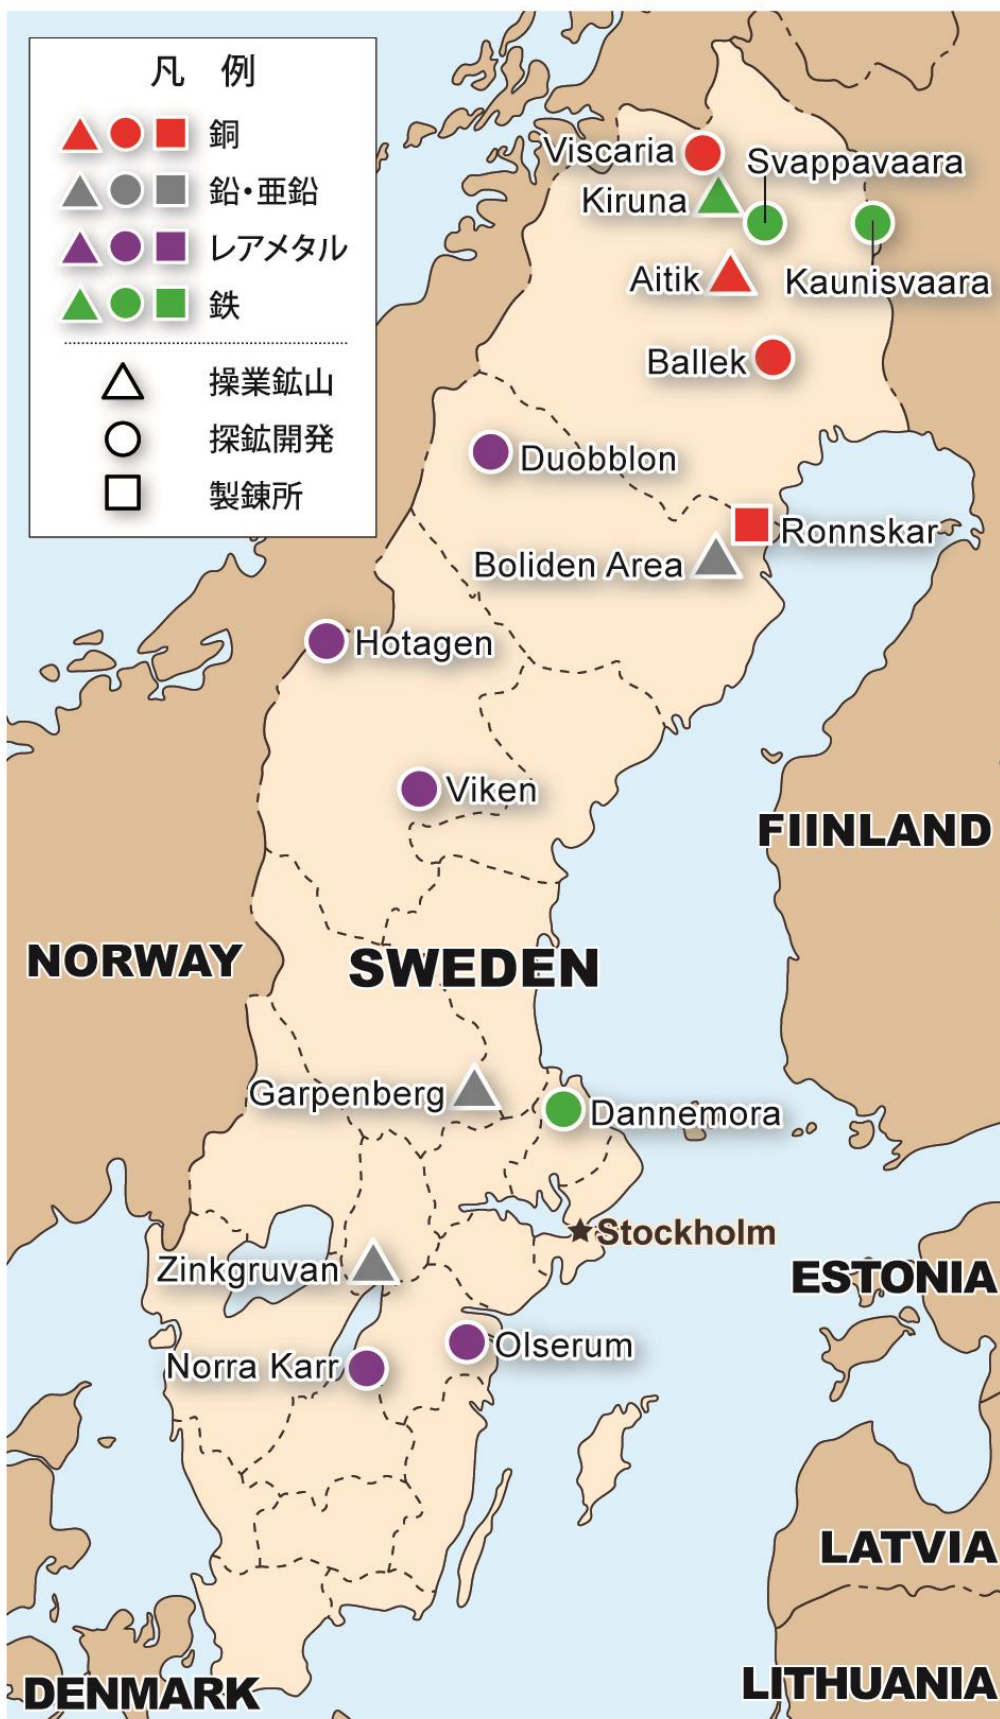 凡 例
銅
鉛・亜鉛
レアメタル
鉄
操業鉱山
探鉱開発
製錬所
Viscaria
Svappavaara
Kiruna
Aitik
Kaunisvaara
Ballek
Duobblon
Ronnskar
Boliden Area
Hotagen
Viken
FIINLAND
NORWAY
SWEDEN
Garpenberg
Dannemora
Stockholm
Zinkgruvan
ESTONIA
Olserum
Norra Karr
LATVIA
LITHUANIA
DENMARK